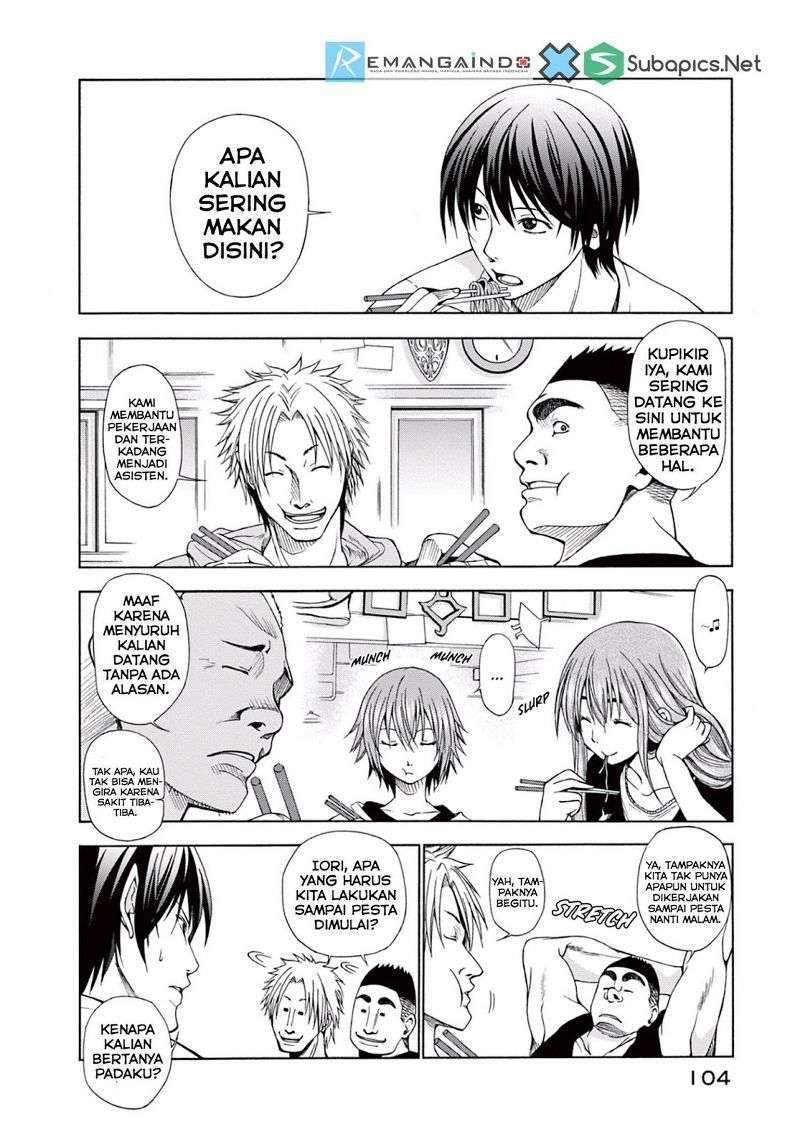 REMANGAINDO
Subapics.Net
APA
KALIAN
SERING
MAKAN
DISINI?
KUPIKIR
IYA, KAMI
SERING
DATANG KE
SINI UNTUK
MEMBANTU
BEBERAPA
HAL.
KAMI
MEMBANTU
PEKERJAAN
DAN TER-
KADANG
MENJADI
ASISTEN.
MAAF
KARENA
MENYURUH
KALIAN
DATANG
TANPA ADA
ALASAN.
TAK APA, KAU
TAK BISA MEN-
GIRA KARENA
SAKIT TIBA-
TIBA.
MUNCH
MUNCH
...
SLURP
♫
YA, TAMPAKNYA
KITA TAK PUNYA
APAPUN UNTUK
DIKERJAKAN
SAMPAI PESTA
NANTI MALAM.
STRETCH
YAH, TAM-
PAKNYA
BEGITU.
IORI, APA
YANG HARUS
KITA LAKUKAN
SAMPAI PESTA
DIMULAI?
KENAPA
KALIAN
BERTANYA
PADAKU?
104